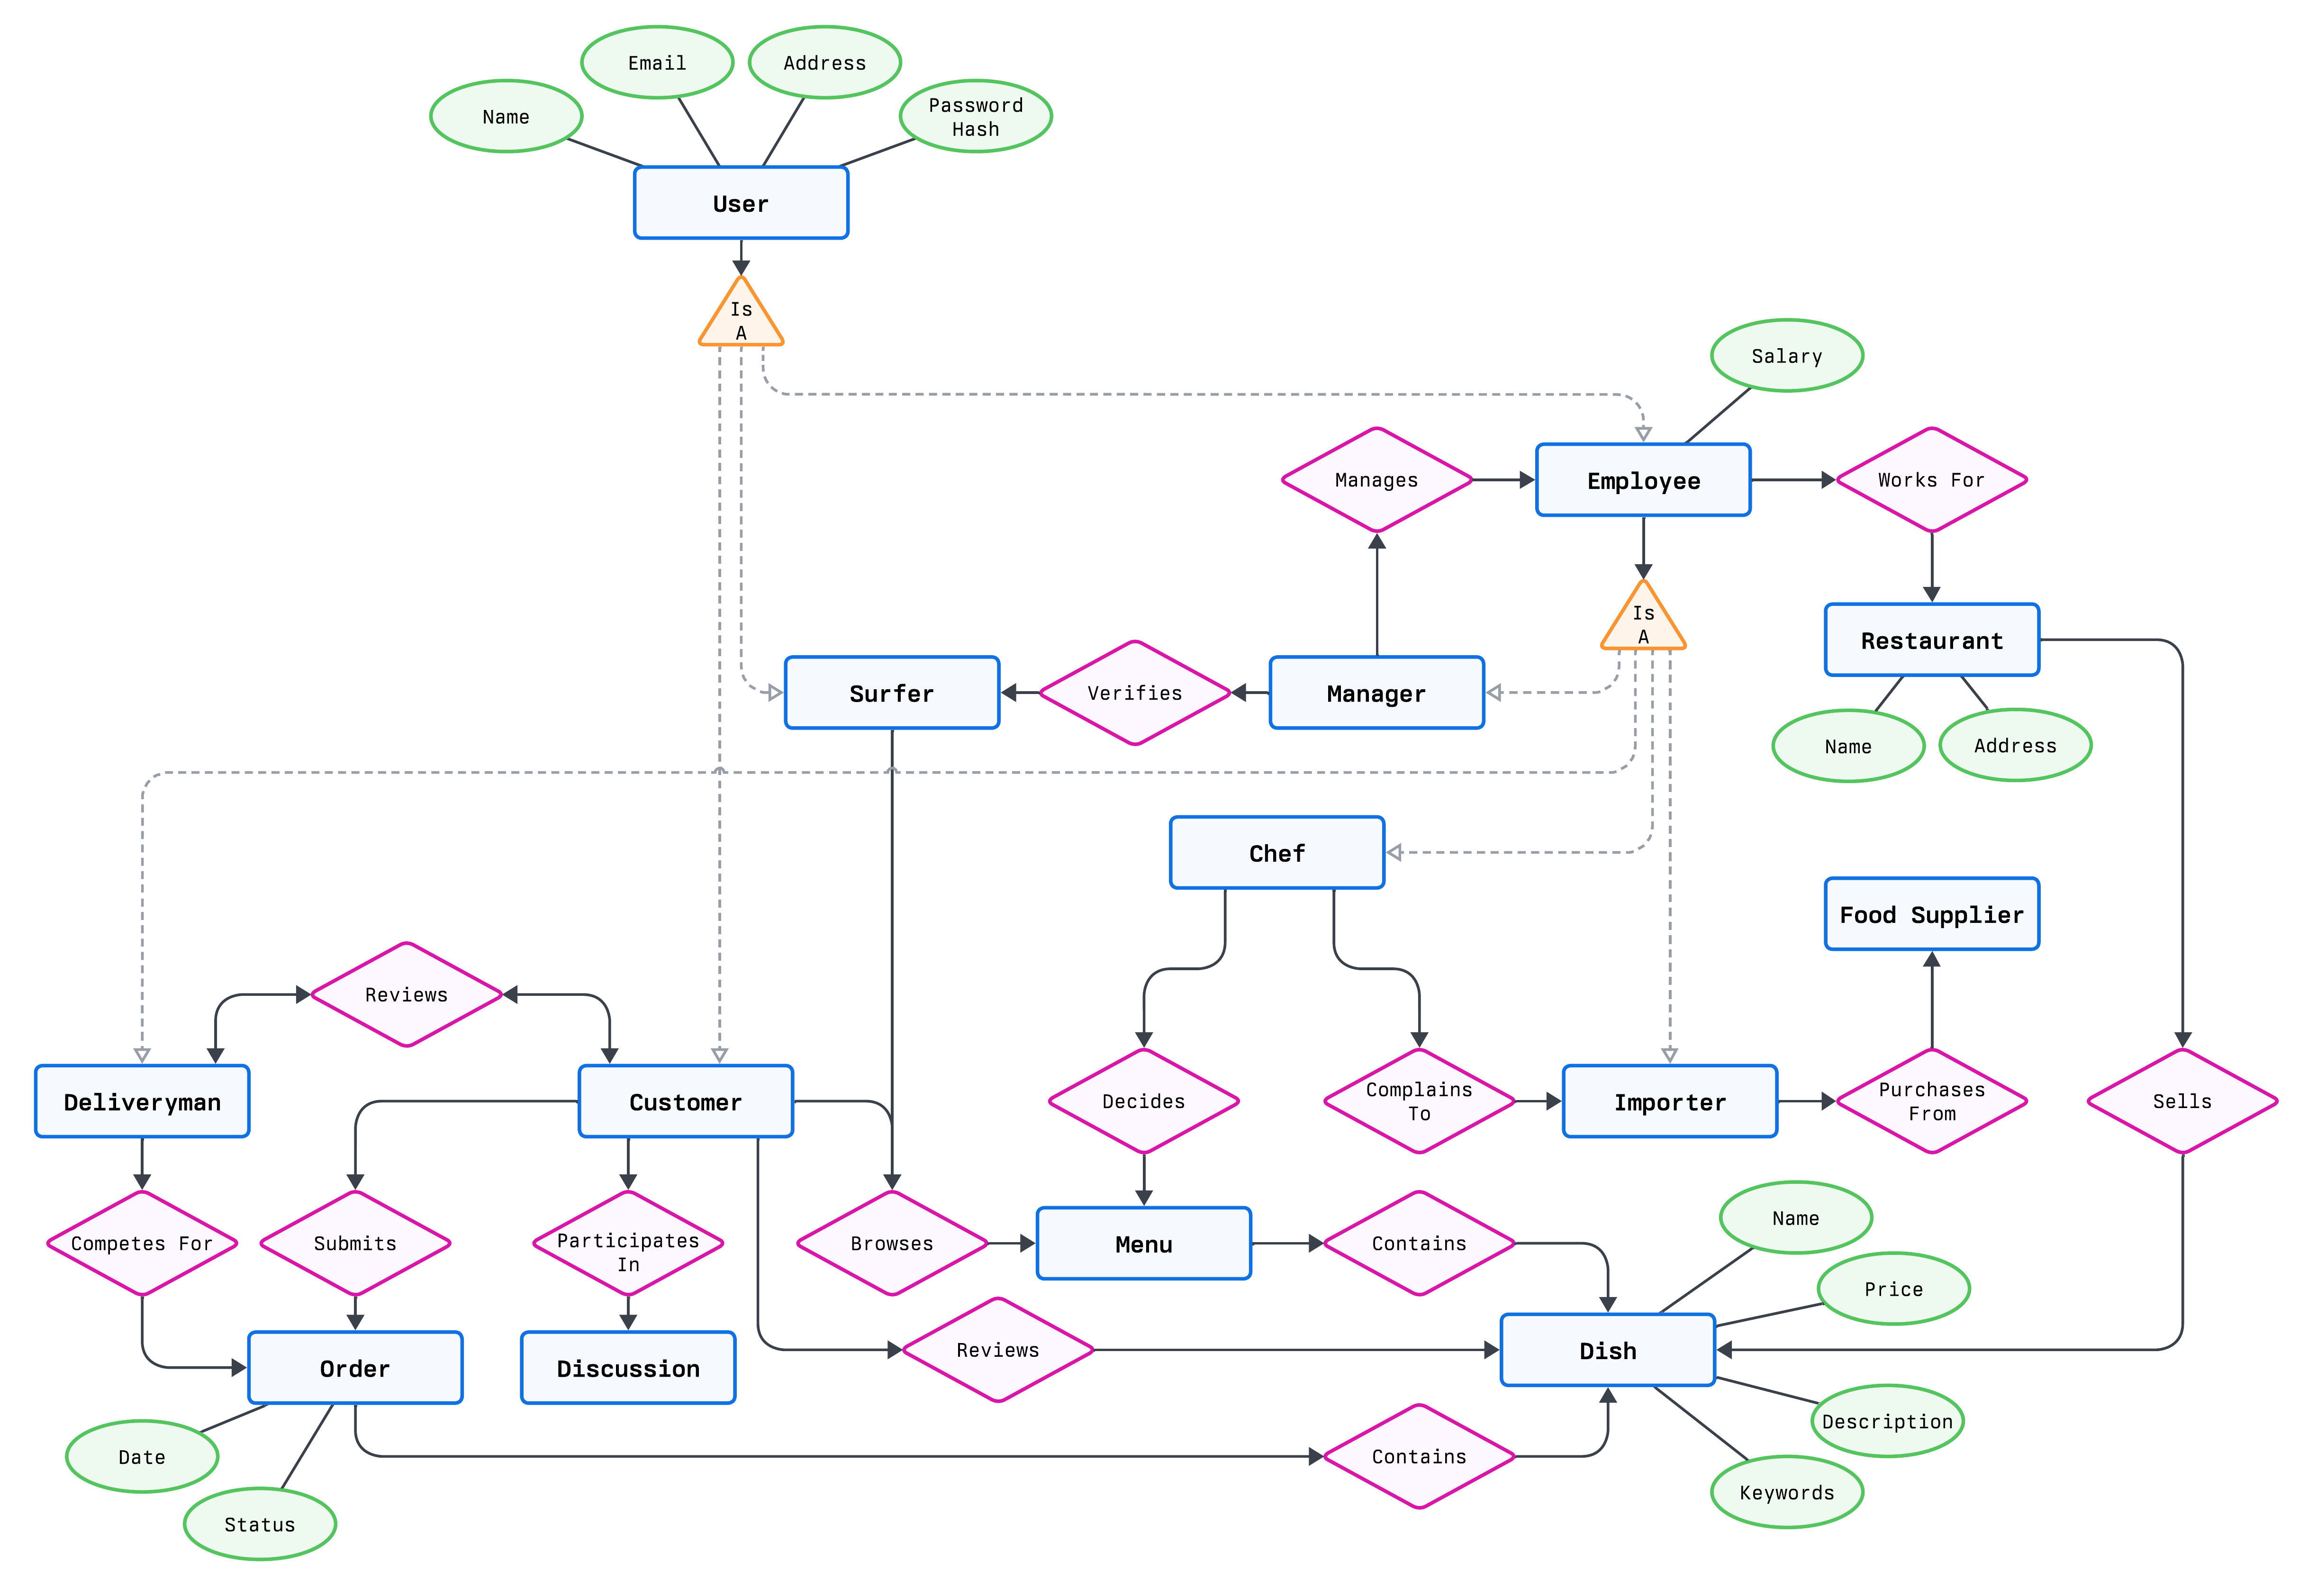 Email
Address
Name
Password
Hash
User
Is
A
Salary
Manages
Employee
Works For
Is
A
Restaurant
Surfer
Verifies
Manager
Name
Address
Chef
Food Supplier
Reviews
Deliveryman
Customer
Decides
Complains
To
Importer
Purchases
From
Sells
Competes For
Submits
Participates
In
Browses
Menu
Contains
Name
Price
Order
Discussion
Reviews
Dish
Description
Date
Contains
Keywords
Status